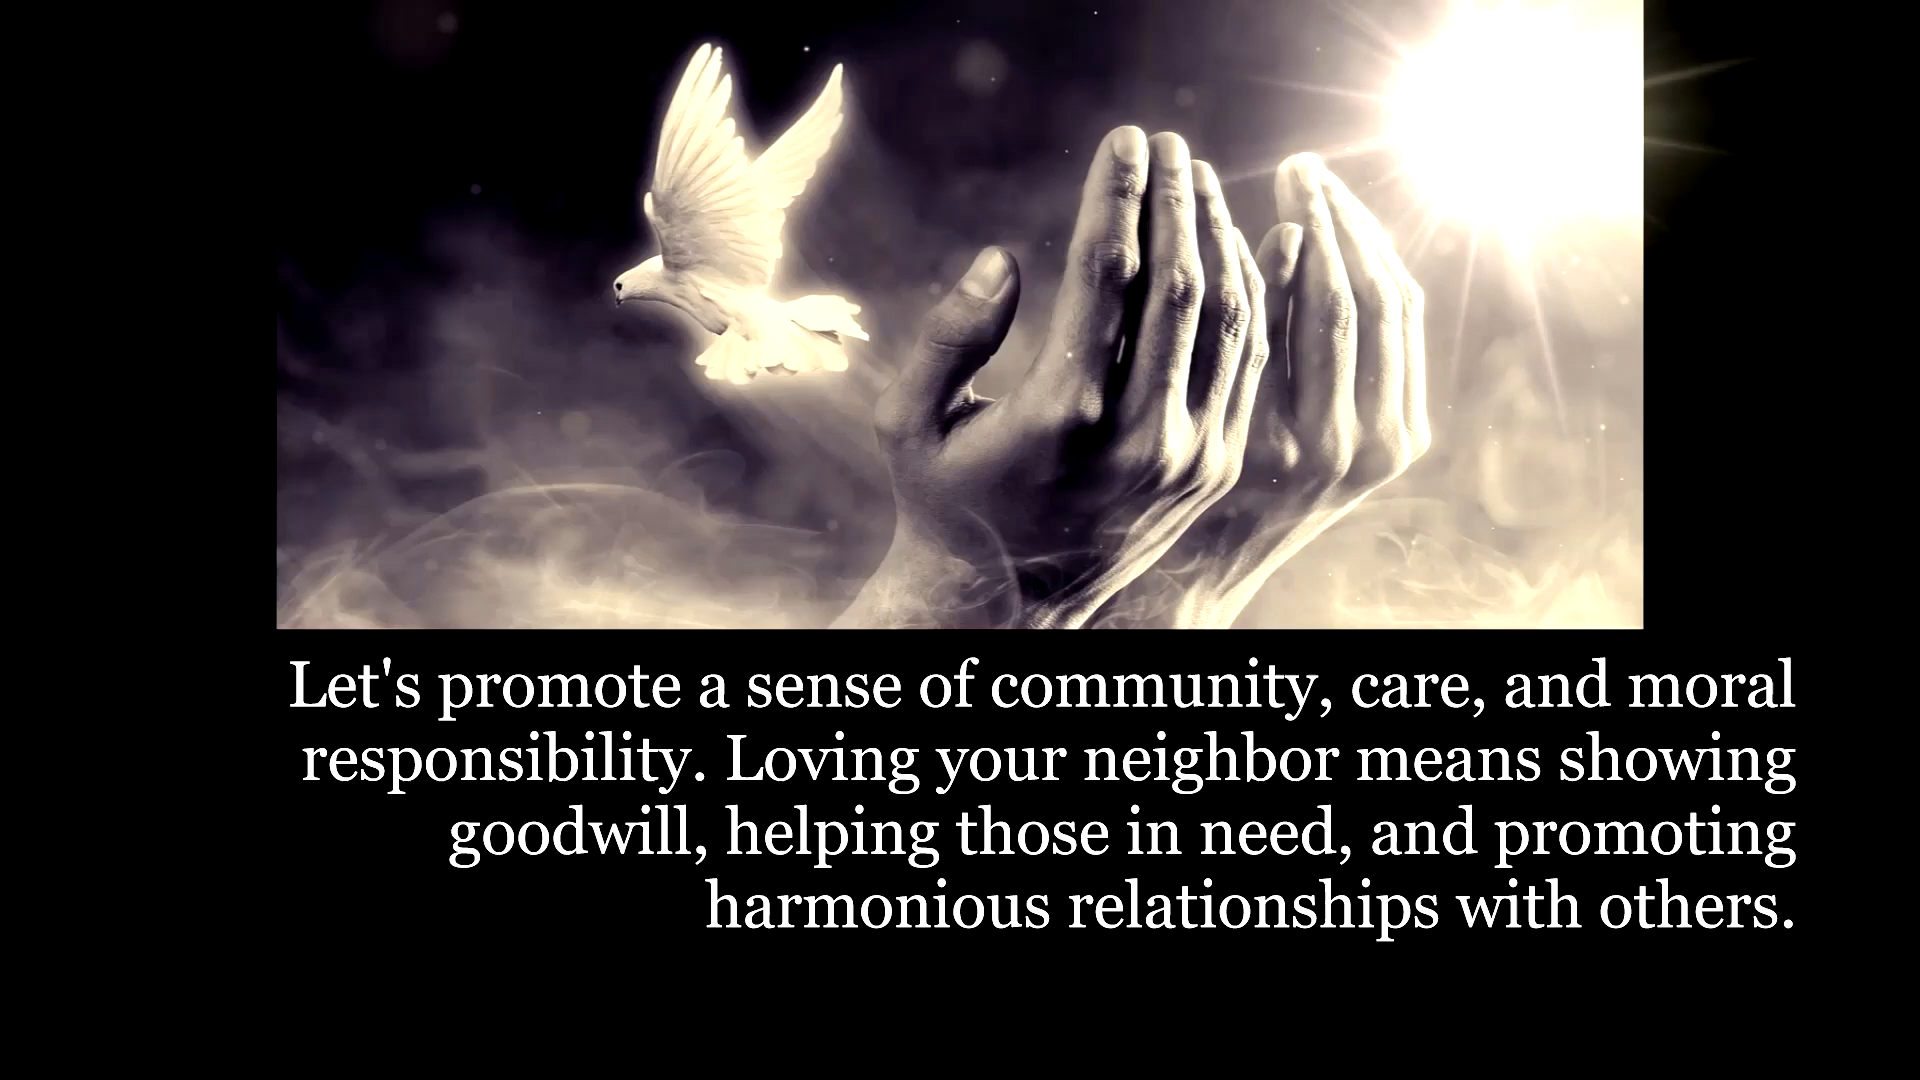 Let's promote a sense of community, care, and moral
responsibility. Loving your neighbor means showing
goodwill, helping those in need, and promoting
harmonious relationships with others.